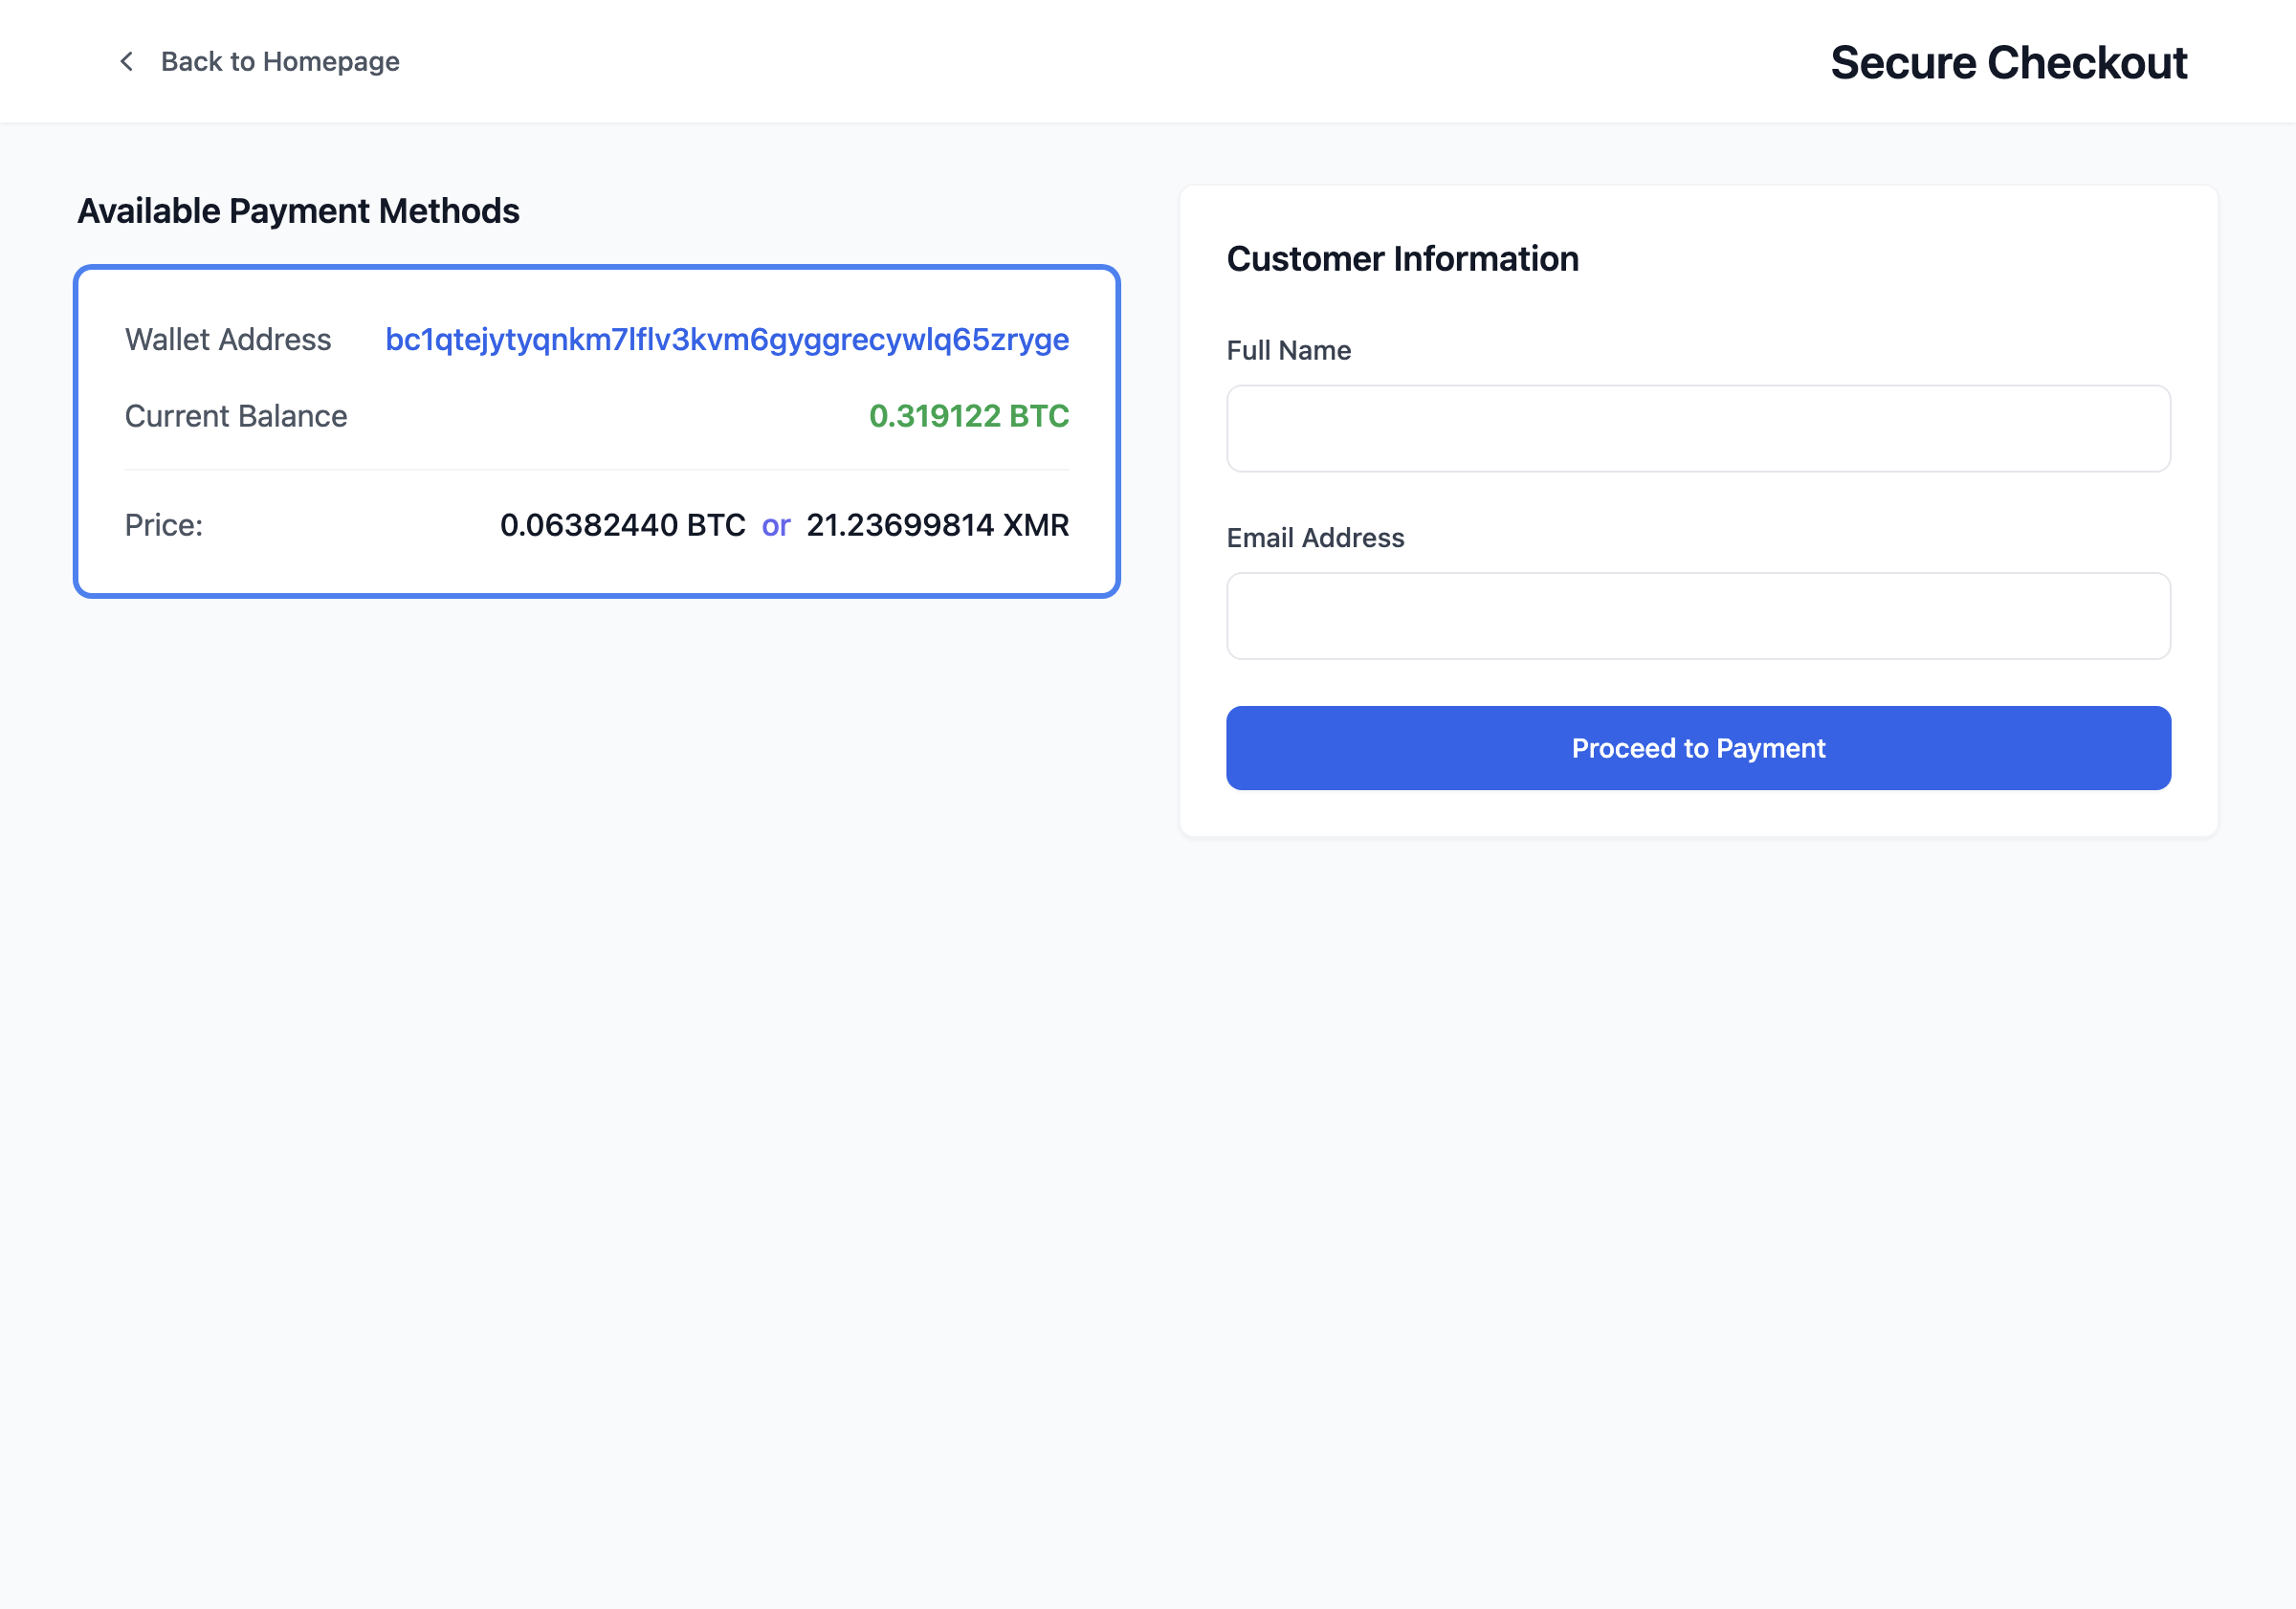 Back to Homepage
Secure Checkout
Available Payment Methods
Wallet Address bc1qtejytyqnkm7lflv3kvm6gyggrecywlq65zryge
Current Balance 0.319122 BTC
Price: 0.06382440 BTC or 21.23699814 XMR
Customer Information
Full Name
Email Address
Proceed to Payment